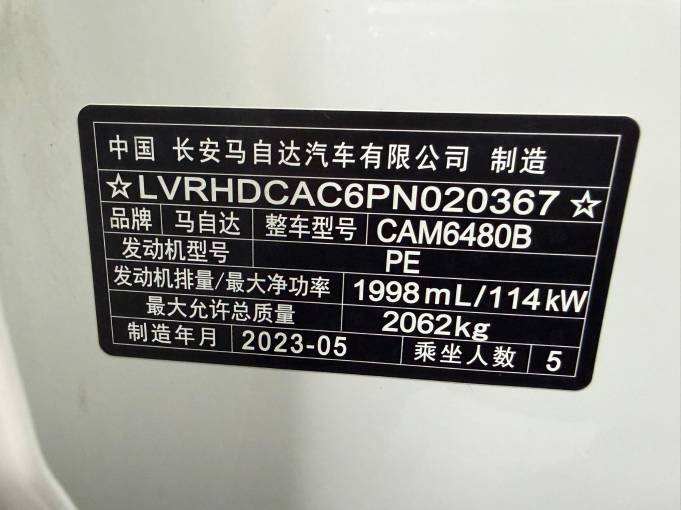 中国 长安马自达汽车有限公司 制造
☆LVRHDCAC6PN020367☆
品牌 马自达 整车型号 CAM6480B
发动机型号 PE
发动机排量/最大净功率 1998mL/114kW
最大允许总质量 2062kg
制造年月 2023-05 乘坐人数 5